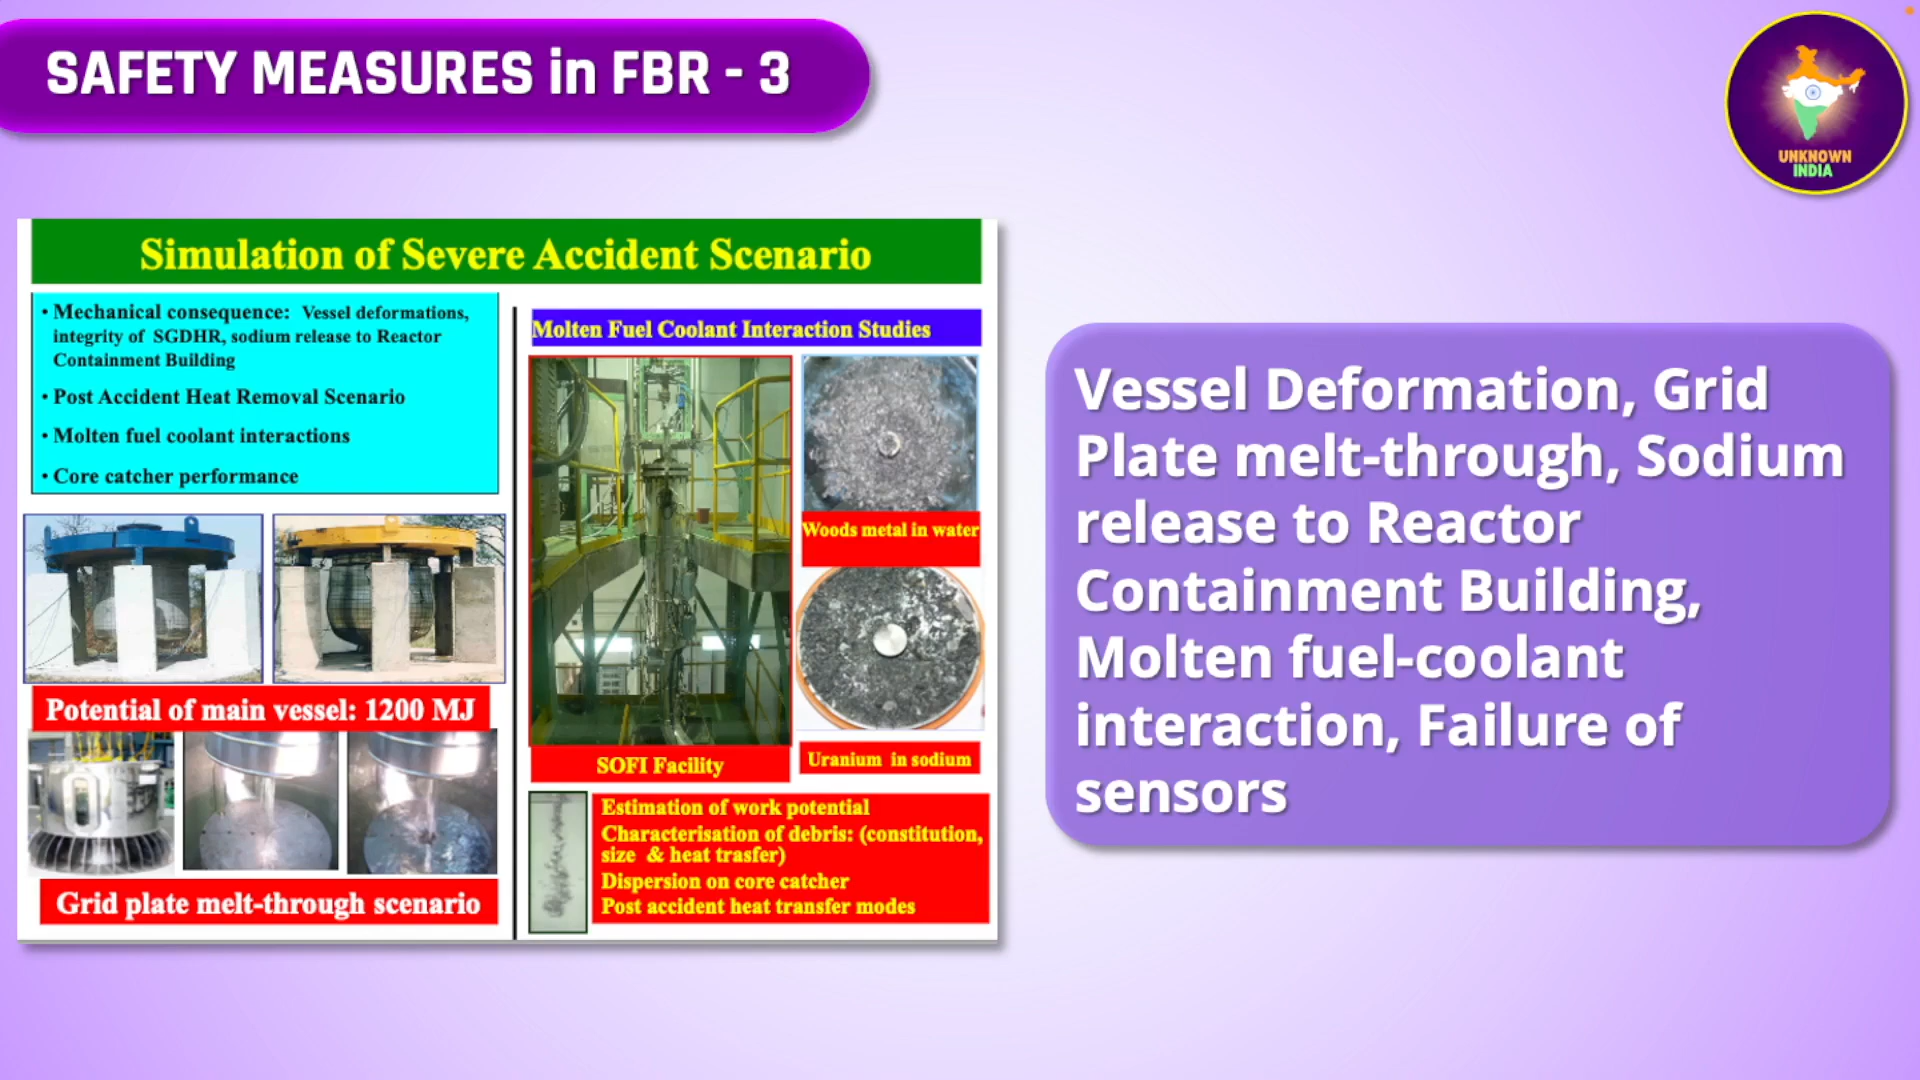 SAFETY MEASURES in FBR - 3
UNKNOWN
INDIA
Simulation of Severe Accident Scenario
• Mechanical consequence: Vessel deformations,
integrity of SGDHR, sodium release to Reactor
Containment Building
• Post Accident Heat Removal Scenario
• Molten fuel coolant interactions
• Core catcher performance
Potential of main vessel: 1200 MJ
Grid plate melt-through scenario
Molten Fuel Coolant Interaction Studies
Woods metal in water
SOFI Facility
Uranium in sodium
Estimation of work potential
Characterisation of debris: (constitution,
size & heat trasfer)
Dispersion on core catcher
Post accident heat transfer modes
Vessel Deformation, Grid
Plate melt-through, Sodium
release to Reactor
Containment Building,
Molten fuel-coolant
interaction, Failure of
sensors